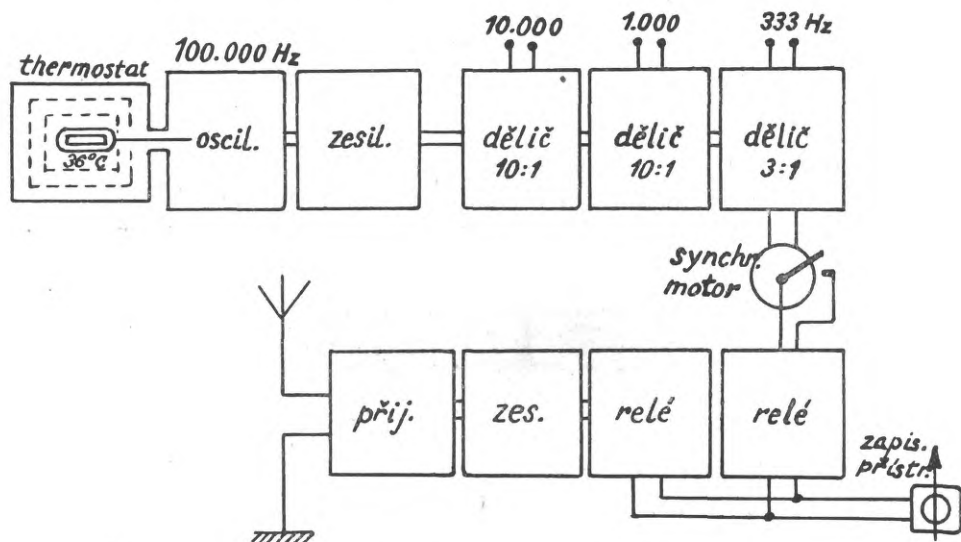 thermostat
36°C
100.000 Hz
oscil.
zesil.
10.000
dělič
10:1
1.000
dělič
10:1
333 Hz
dělič
3:1
synchr.
motor
přij.
zes.
relé
relé
zapis.
přístr.